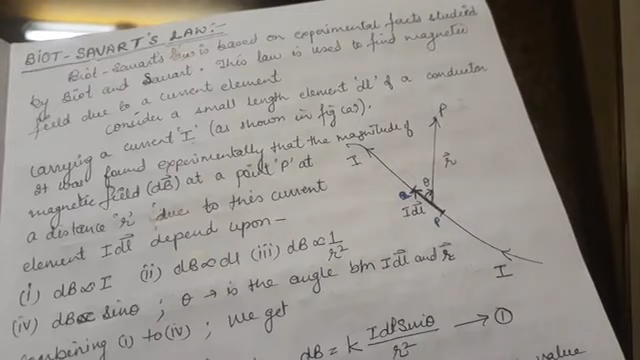 BIOT-SAVART'S LAW:-
Biot-Savart's law is based on experimental facts studied
by Biot and Savart. This law is used to find magnetic
field due to a current element
Consider a small length element 'dl' of a conductor
carrying a current 'I' (as shown in fig (a)).
It was found experimentally that the magnitude of
magnetic field (dB⃗) at a point 'P' at
a distance 'r' due to this current
element Idl⃗ depend upon-
(i) dB∝I (ii) dB∝dl (iii) dB∝1/r²
(iv) dB∝ sinθ ; θ → is the angle btn Idl⃗ and r⃗
combining (i) to (iv) ; We get
dB = K Idl sinθ/r² → ①
value
P
r⃗
I
θ
Q
Idl⃗
P
I